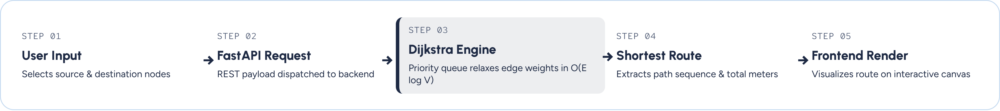 STEP 01
User Input
Selects source & destination nodes
STEP 02
FastAPI Request
REST payload dispatched to backend
STEP 03
Dijkstra Engine
Priority queue relaxes edge weights in O(E
log V)
STEP 04
Shortest Route
Extracts path sequence & total meters
STEP 05
Frontend Render
Visualizes route on interactive canvas